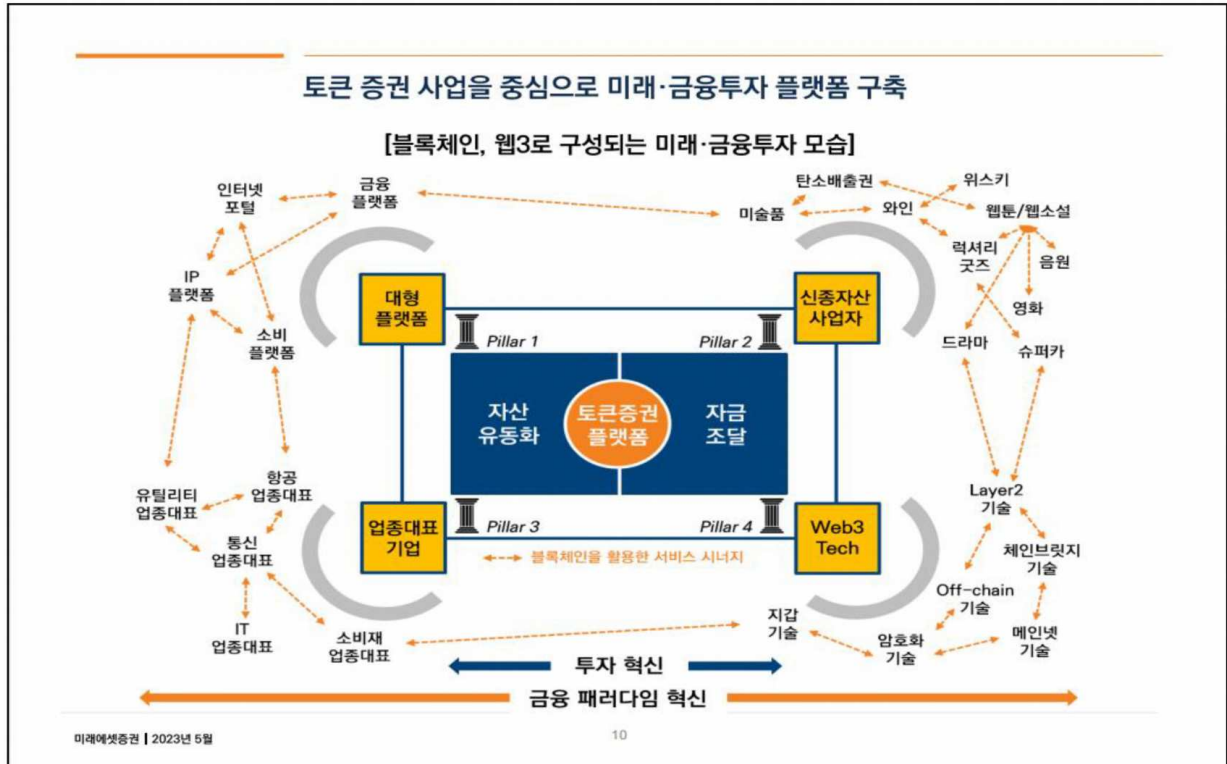 토큰 증권 사업을 중심으로 미래·금융투자 플랫폼 구축
[블록체인, 웹3로 구성되는 미래·금융투자 모습]
인터넷
포털
금융
플랫폼
IP
플랫폼
소비
플랫폼
탄소배출권
위스키
미술품
와인
웹툰/웹소설
럭셔리
굿즈
음원
영화
드라마
슈퍼카
대형
플랫폼
신종자산
사업자
Pillar 1
Pillar 2
자산
유동화
토큰증권
플랫폼
자금
조달
항공
업종대표
유틸리티
업종대표
통신
업종대표
IT
업종대표
소비재
업종대표
업종대표
기업
Pillar 3
Pillar 4
Web3
Tech
블록체인을 활용한 서비스 시너지
Layer2
기술
체인브릿지
기술
Off-chain
기술
지갑
기술
암호화
기술
메인넷
기술
투자 혁신
금융 패러다임 혁신
미래에셋증권 | 2023년 5월
10